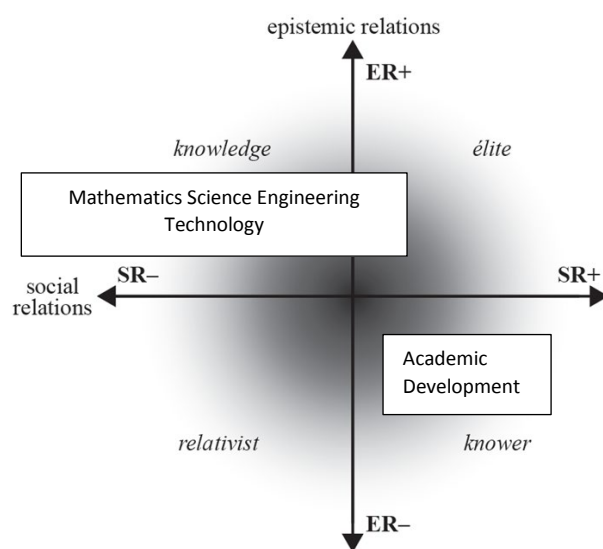 epistemic relations
ER+
knowledge
élite
Mathematics Science Engineering
Technology
SR–
SR+
social
relations
Academic
Development
relativist
knower
ER–